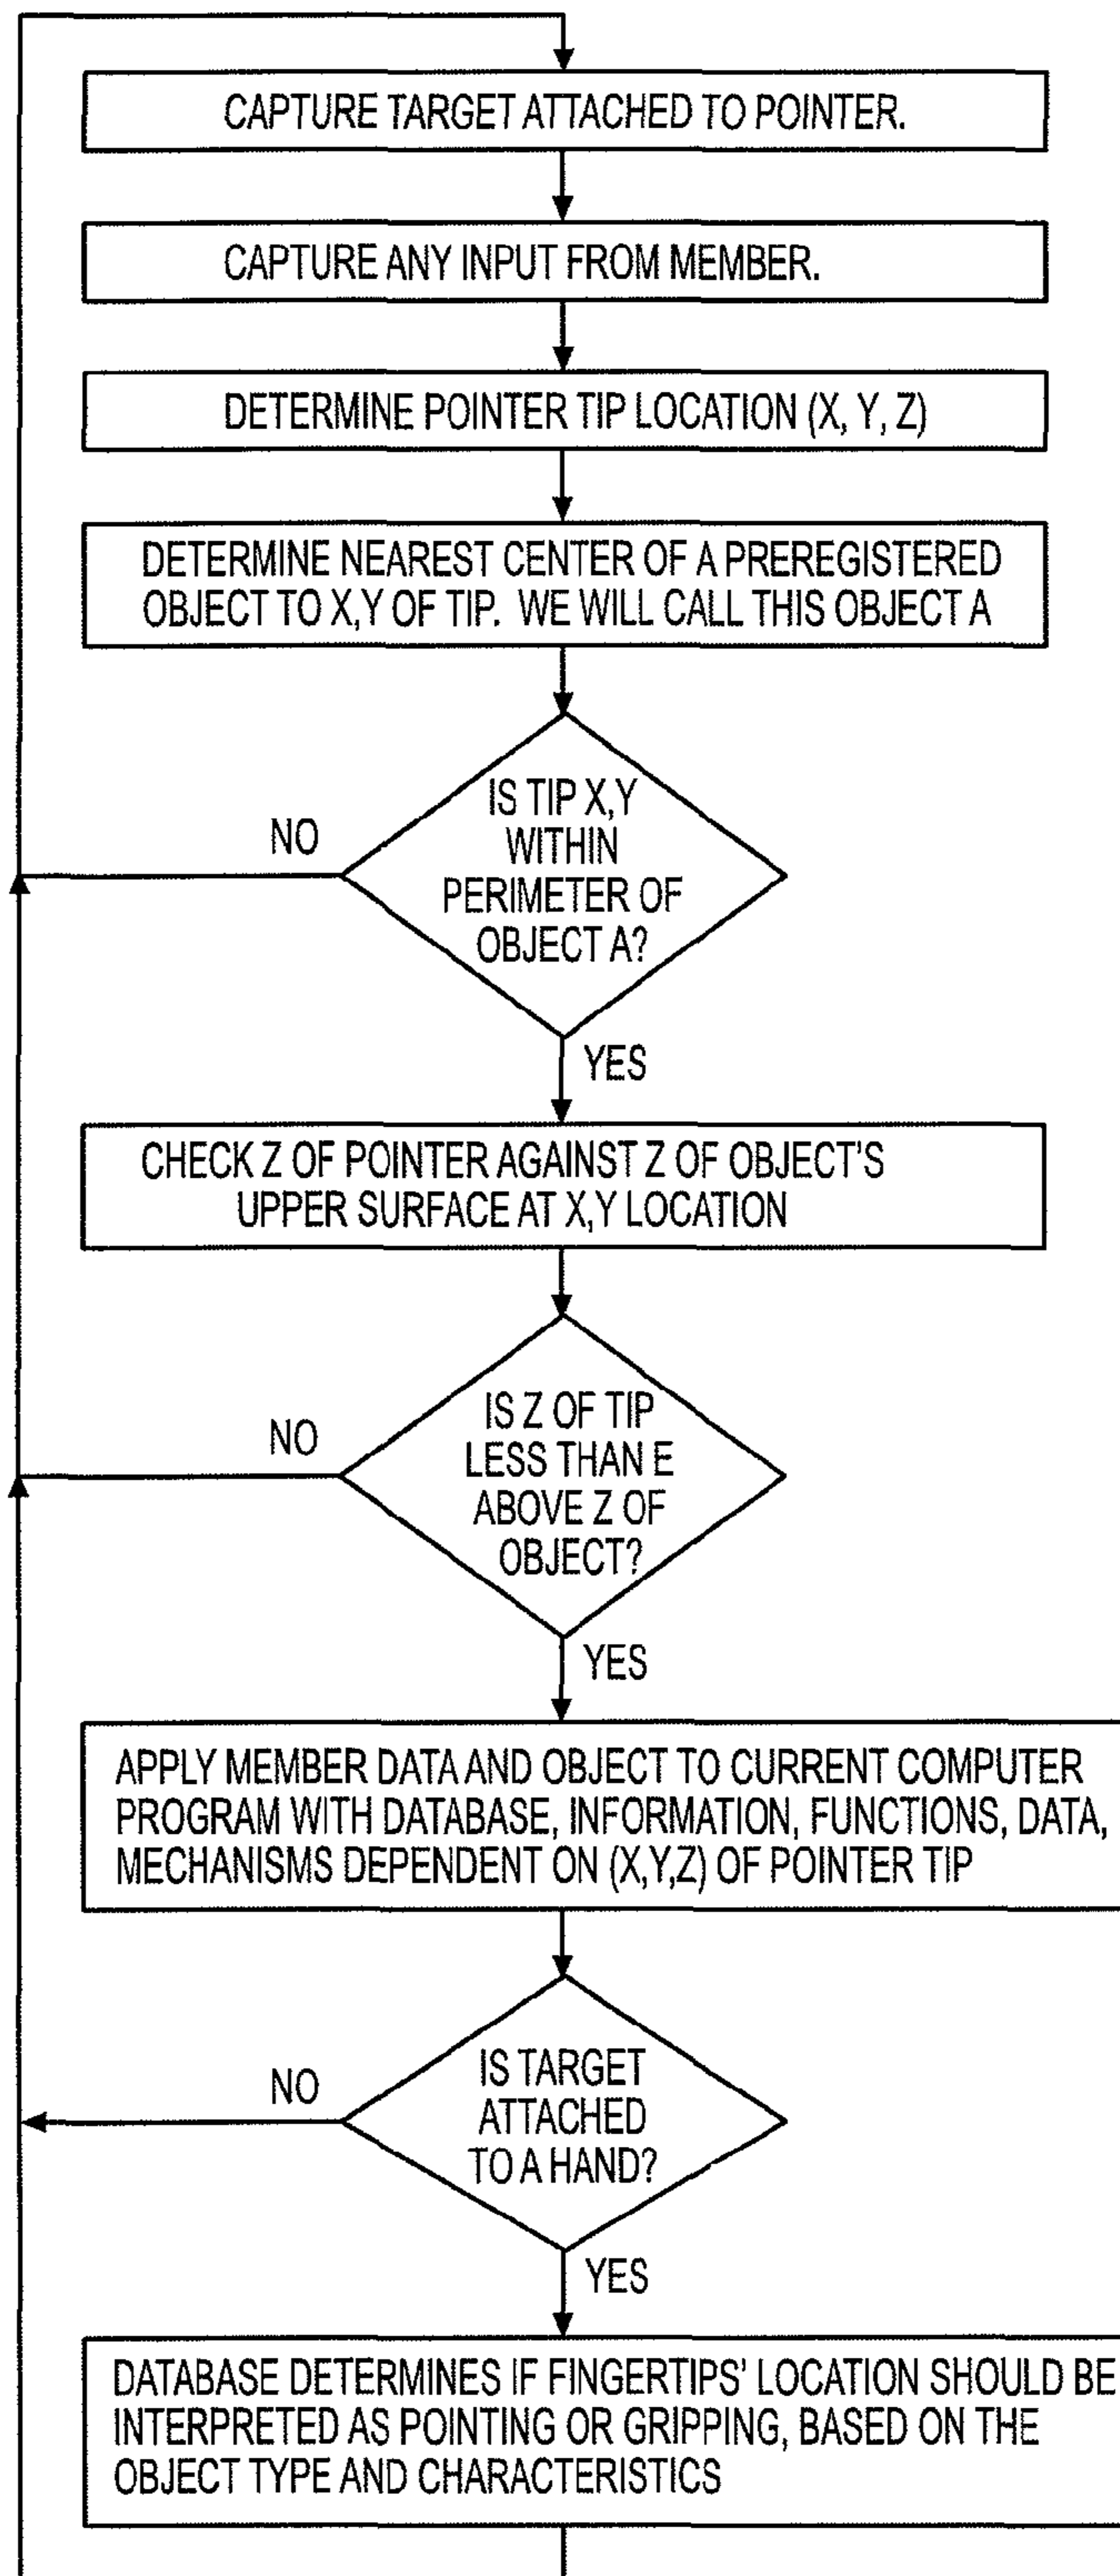 CAPTURE TARGET ATTACHED TO POINTER.
CAPTURE ANY INPUT FROM MEMBER.
DETERMINE POINTER TIP LOCATION (X, Y, Z)
DETERMINE NEAREST CENTER OF A PREREGISTERED
OBJECT TO X,Y OF TIP. WE WILL CALL THIS OBJECT A
IS TIP X,Y
WITHIN
PERIMETER OF
OBJECT A?
NO
YES
CHECK Z OF POINTER AGAINST Z OF OBJECT'S
UPPER SURFACE AT X,Y LOCATION
IS Z OF TIP
LESS THAN E
ABOVE Z OF
OBJECT?
NO
YES
APPLY MEMBER DATA AND OBJECT TO CURRENT COMPUTER
PROGRAM WITH DATABASE, INFORMATION, FUNCTIONS, DATA,
MECHANISMS DEPENDENT ON (X,Y,Z) OF POINTER TIP
IS TARGET
ATTACHED
TO A HAND?
NO
YES
DATABASE DETERMINES IF FINGERTIPS' LOCATION SHOULD BE
INTERPRETED AS POINTING OR GRIPPING, BASED ON THE
OBJECT TYPE AND CHARACTERISTICS